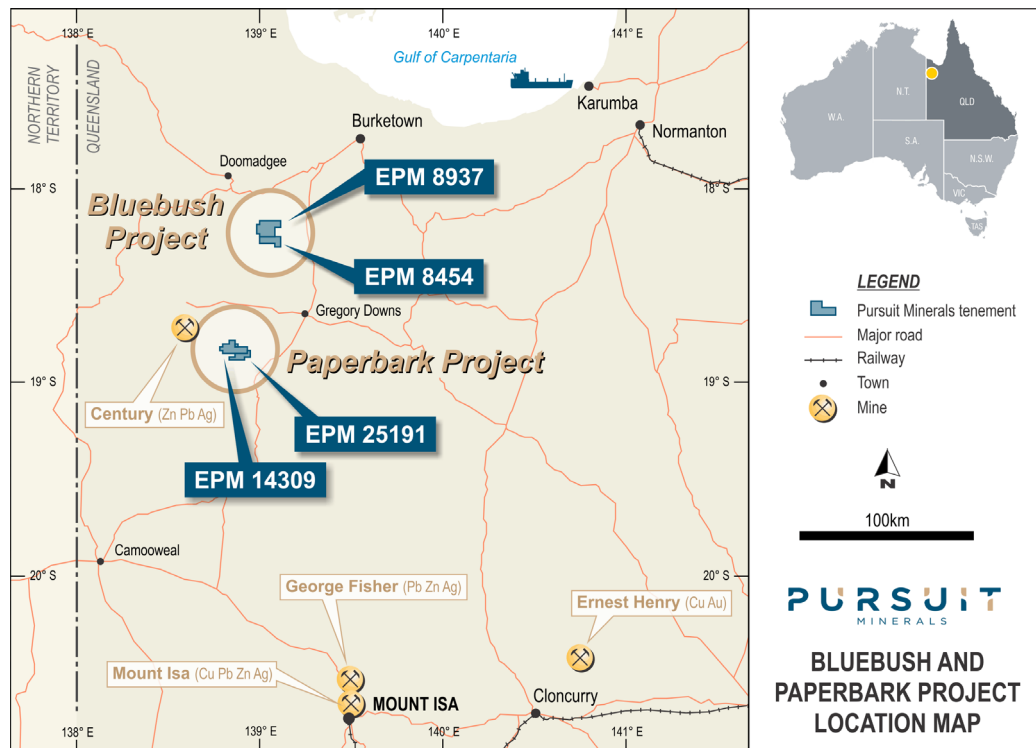 138° E
139° E
140° E
141° E
NORTHERN
TERRITORY
QUEENSLAND
Gulf of Carpentaria
Karumba
Burketown
Normanton
Doomadgee
18° S
18° S
EPM 8937
Bluebush
Project
EPM 8454
Gregory Downs
Paperbark Project
19° S
19° S
Century (Zn Pb Ag)
EPM 25191
EPM 14309
Camooweal
20° S
20° S
George Fisher (Pb Zn Ag)
Ernest Henry (Cu Au)
Mount Isa (Cu Pb Zn Ag)
MOUNT ISA
Cloncurry
138° E
139° E
140° E
141° E
W.A.
N.T.
QLD
S.A.
N.S.W.
VIC
TAS
LEGEND
Pursuit Minerals tenement
Major road
Railway
Town
Mine
N
100km
PURSUIT
MINERALS
BLUEBUSH AND
PAPERBARK PROJECT
LOCATION MAP